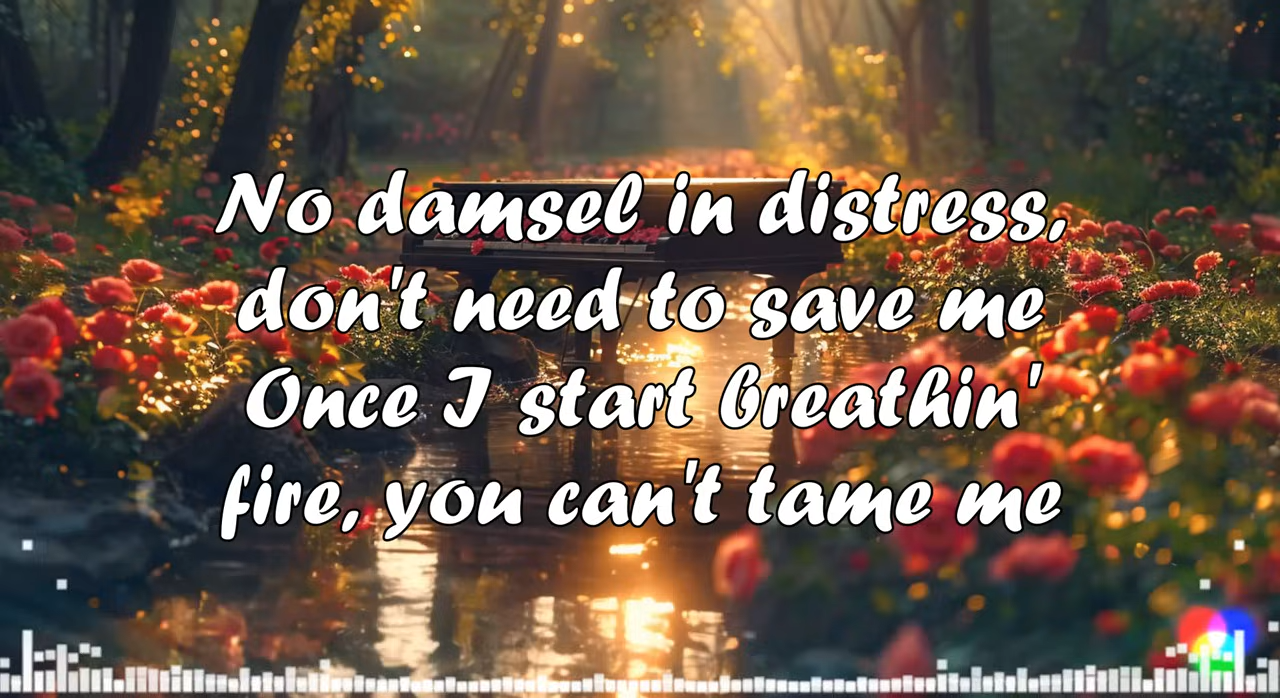 No damsel in distress,
don't need to save me
Once I start breathin'
fire, you can't tame me